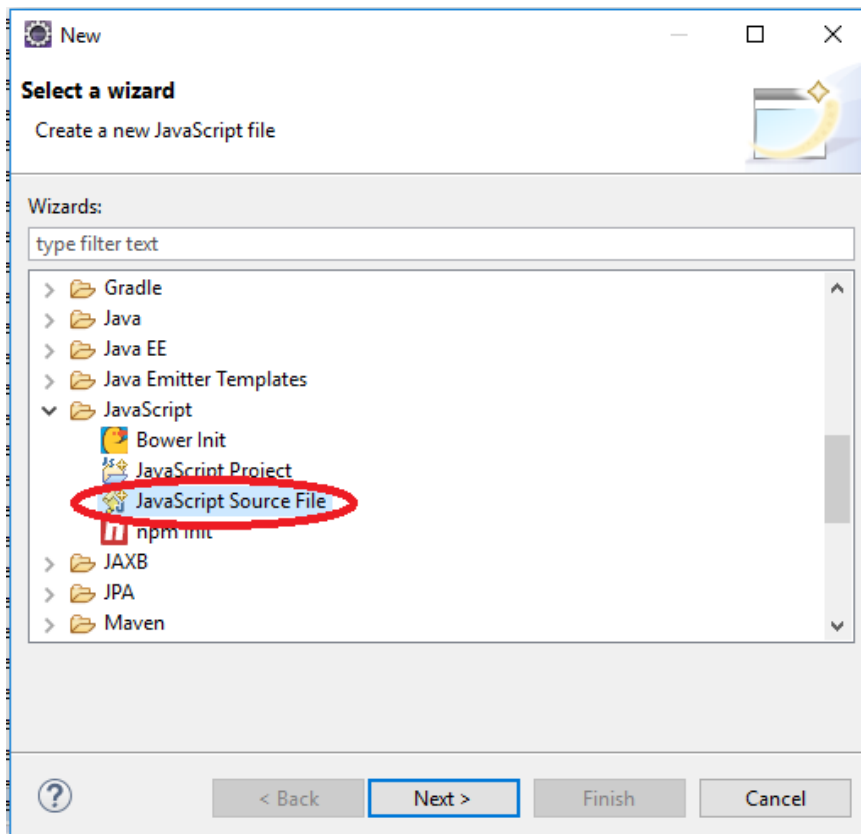 New
Select a wizard
Create a new JavaScript file
Wizards:
type filter text
Gradle
Java
Java EE
Java Emitter Templates
JavaScript
Bower Init
JavaScript Project
JavaScript Source File
npm Init
JAXB
JPA
Maven
? < Back Next > Finish Cancel